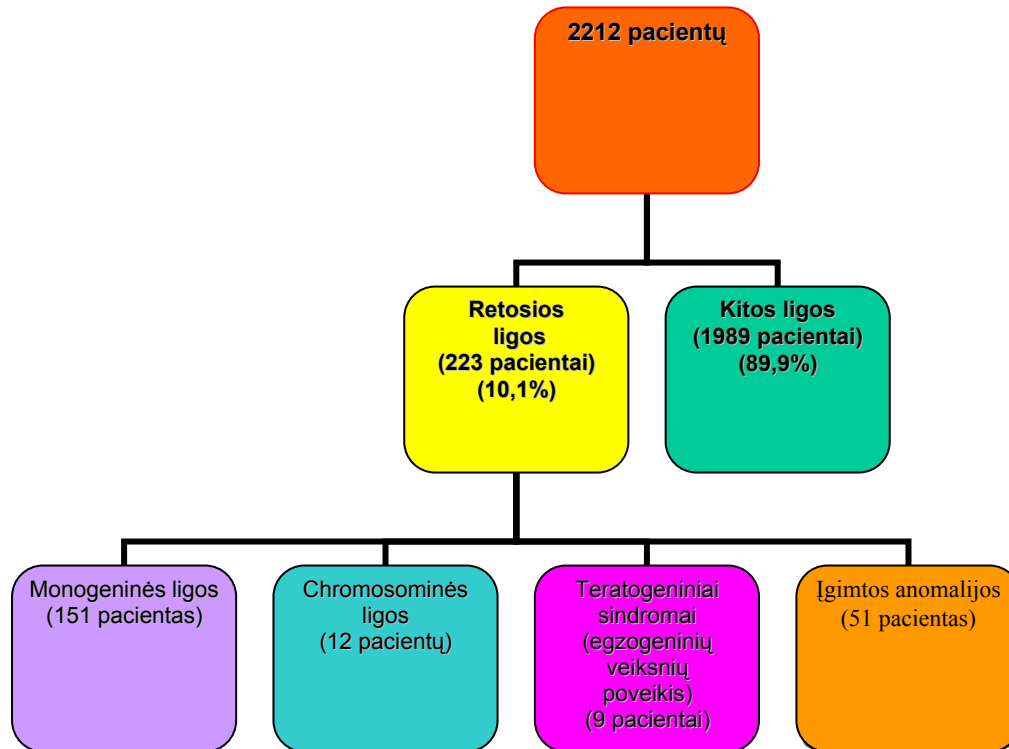 2212 pacientų
Retosios
ligos
(223 pacientai)
(10,1%)
Kitos ligos
(1989 pacientai)
(89,9%)
Monogeninės ligos
(151 pacientas)
Chromosominės
ligos
(12 pacientų)
Teratogeniniai
sindromai
(egzogeninių
veiksnių
poveikis)
(9 pacientai)
Įgimtos anomalijos
(51 pacientas)